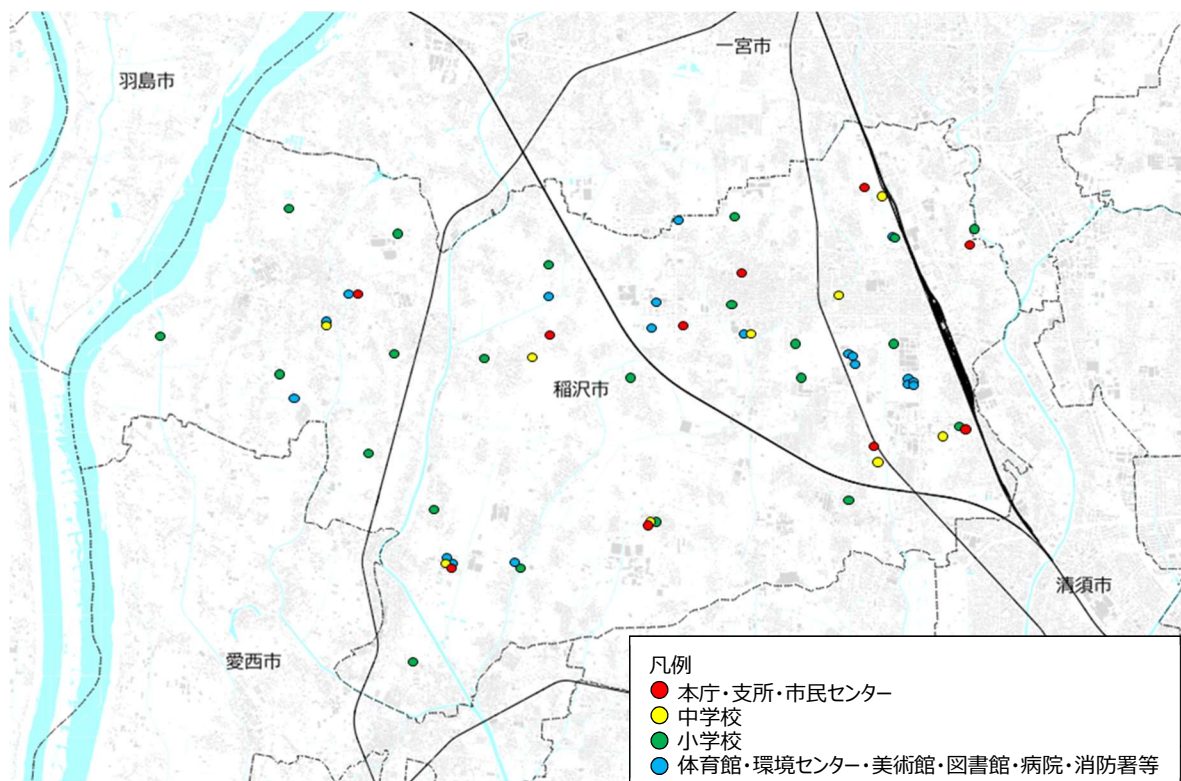 一宮市
羽島市
稲沢市
清須市
愛西市
凡例
本庁・支所・市民センター
中学校
小学校
体育館・環境センター・美術館・図書館・病院・消防署等